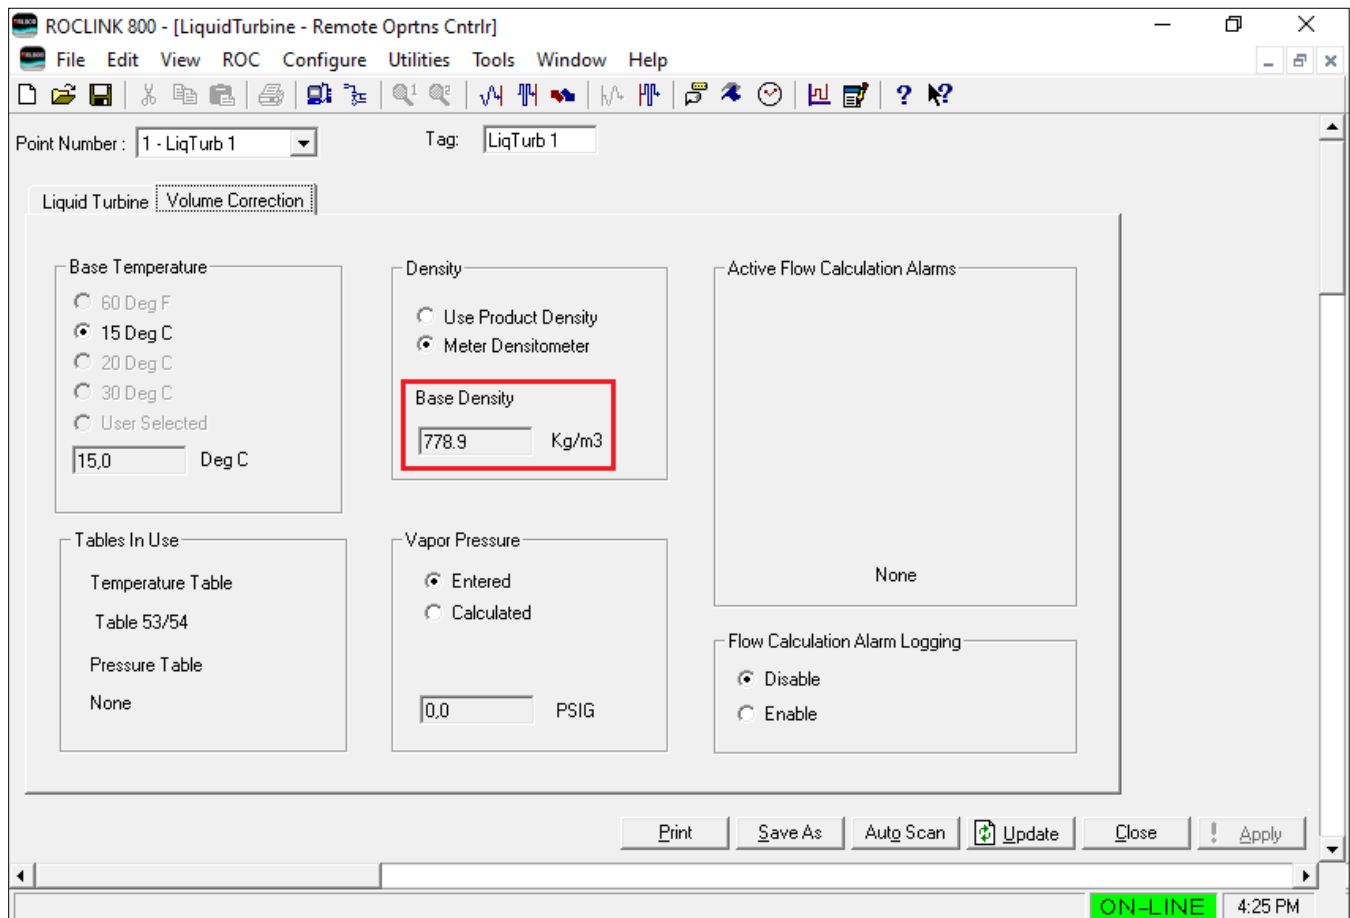 ROCLINK 800 - [LiquidTurbine - Remote Oprtns Cntrlr]
File Edit View ROC Configure Utilities Tools Window Help
Point Number : 1 - LiqTurb 1 Tag: LiqTurb 1
Liquid Turbine Volume Correction
Base Temperature
60 Deg F
15 Deg C
20 Deg C
30 Deg C
User Selected
15,0 Deg C
Density
Use Product Density
Meter Densitometer
Base Density
778.9 Kg/m3
Active Flow Calculation Alarms
None
Tables In Use
Temperature Table
Table 53/54
Pressure Table
None
Vapor Pressure
Entered
Calculated
0,0 PSIG
Flow Calculation Alarm Logging
Disable
Enable
Print Save As Auto Scan Update Close ! Apply
ON-LINE 4:25 PM